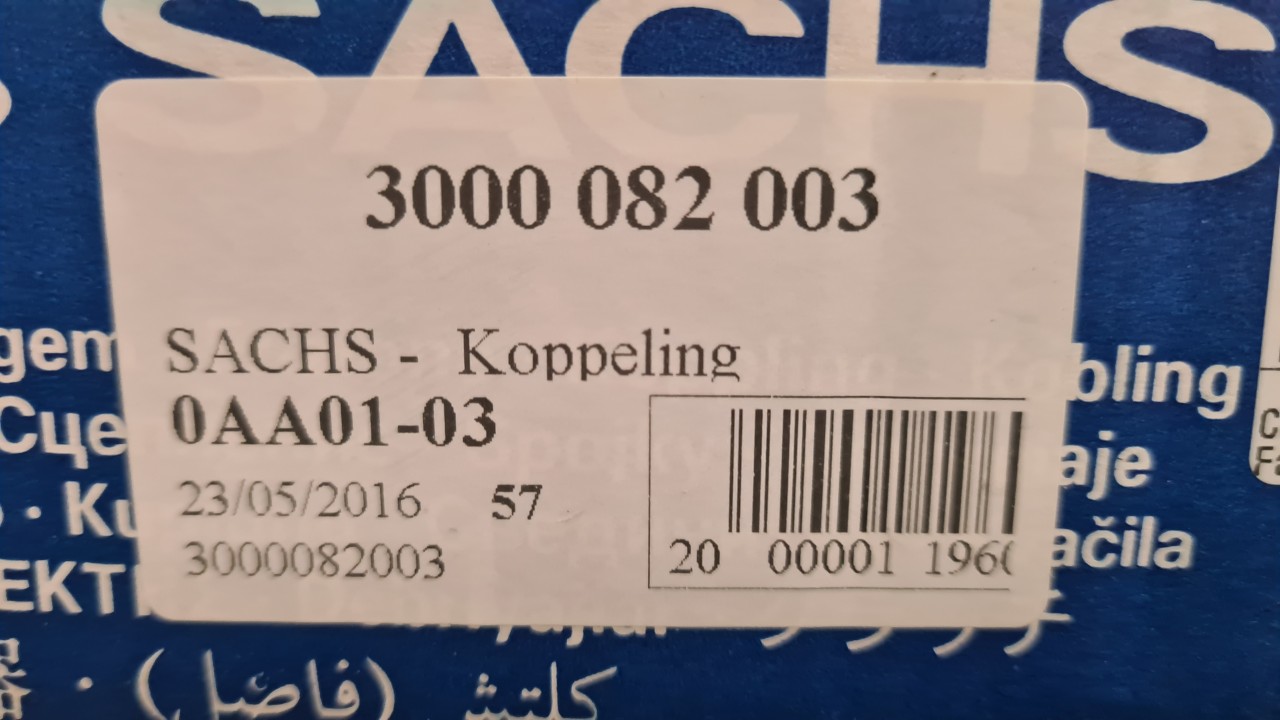 SACHS
3000 082 003
SACHS - Koppeling
0AA01-03
23/05/2016 57
3000082003
20 00001 196
gem
bling
Сце
aje
· Ku
ačila
EKT
· (فاصل) كلتش